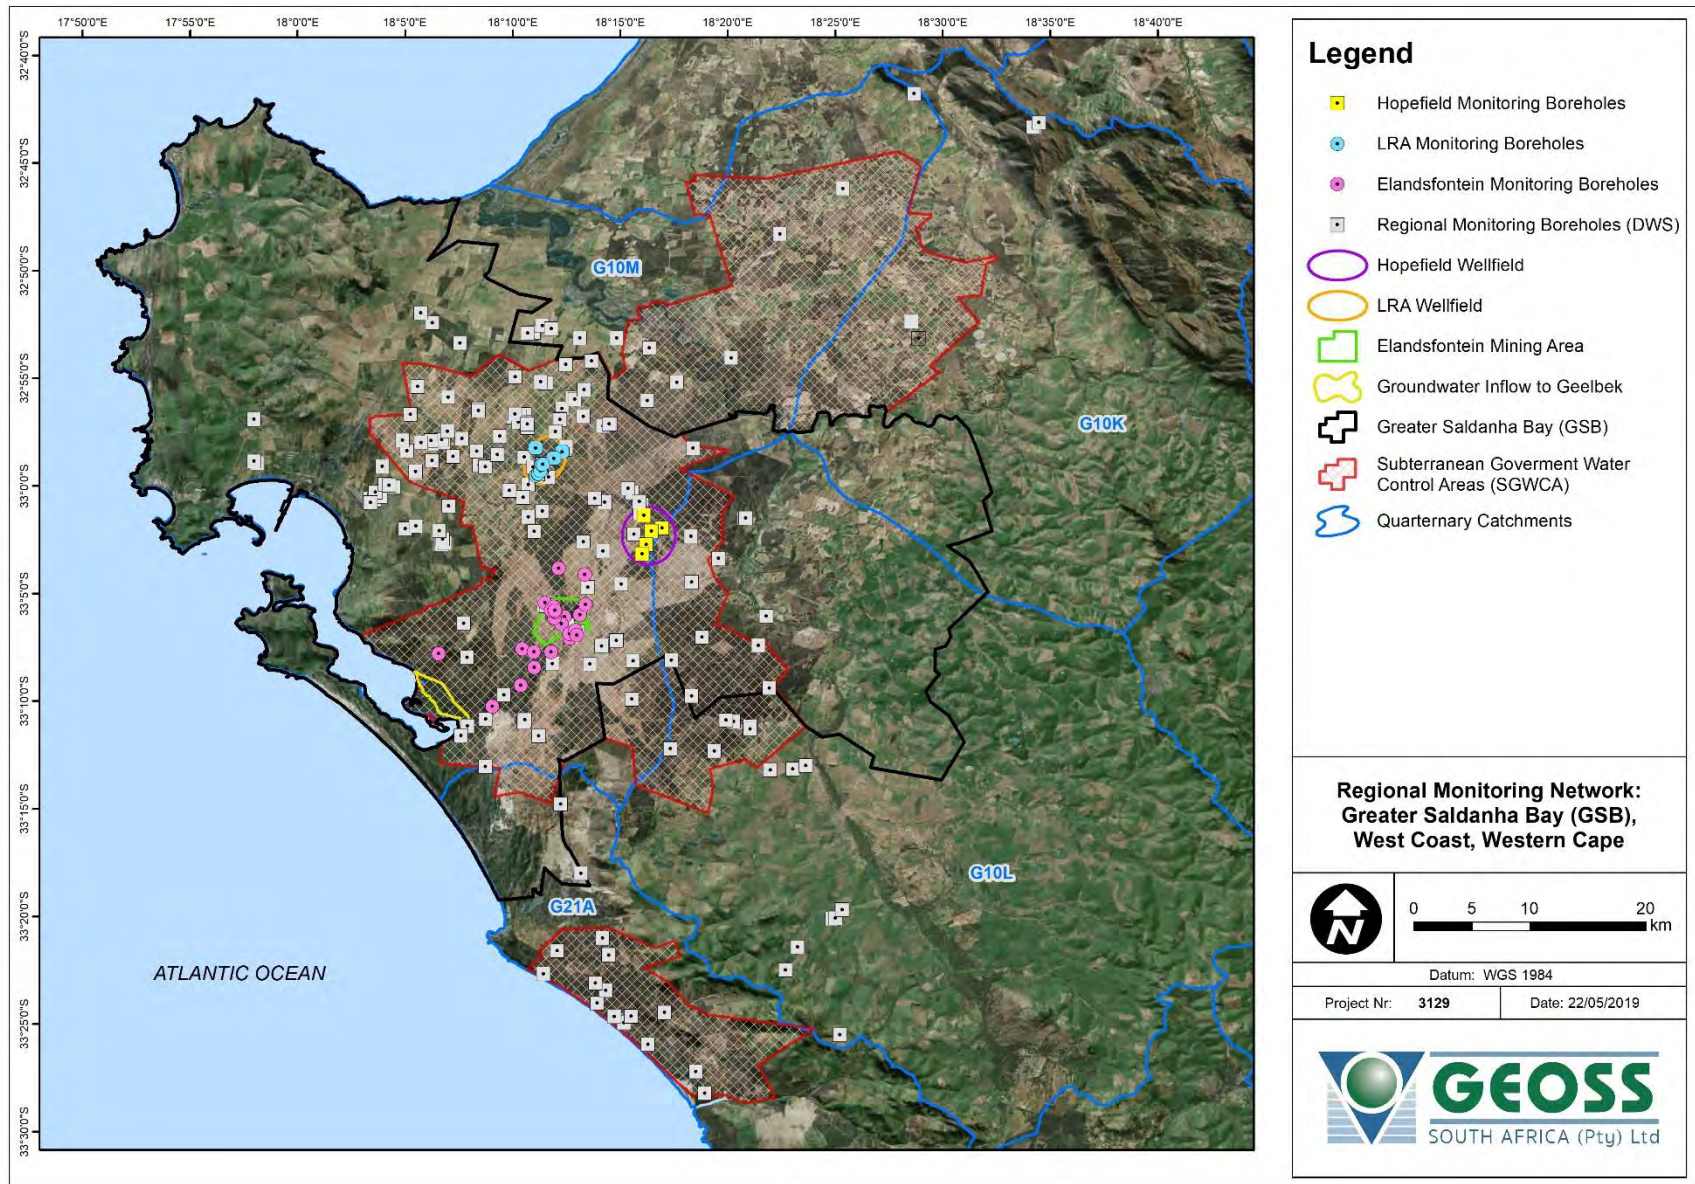 17°50'0"E 17°55'0"E 18°0'0"E 18°5'0"E 18°10'0"E 18°15'0"E 18°20'0"E 18°25'0"E 18°30'0"E 18°35'0"E 18°40'0"E
32°40'0"S
32°45'0"S
32°50'0"S
32°55'0"S
33°0'0"S
33°5'0"S
33°10'0"S
33°15'0"S
33°20'0"S
33°25'0"S
33°30'0"S
G10M
G10K
G10L
G21A
ATLANTIC OCEAN
Legend
Hopefield Monitoring Boreholes
LRA Monitoring Boreholes
Elandsfontein Monitoring Boreholes
Regional Monitoring Boreholes (DWS)
Hopefield Wellfield
LRA Wellfield
Elandsfontein Mining Area
Groundwater Inflow to Geelbek
Greater Saldanha Bay (GSB)
Subterranean Goverment Water
Control Areas (SGWCA)
Quarternary Catchments
Regional Monitoring Network:
Greater Saldanha Bay (GSB),
West Coast, Western Cape
N
0 5 10 20
km
Datum: WGS 1984
Project Nr: 3129 Date: 22/05/2019
GEOSS
SOUTH AFRICA (Pty) Ltd